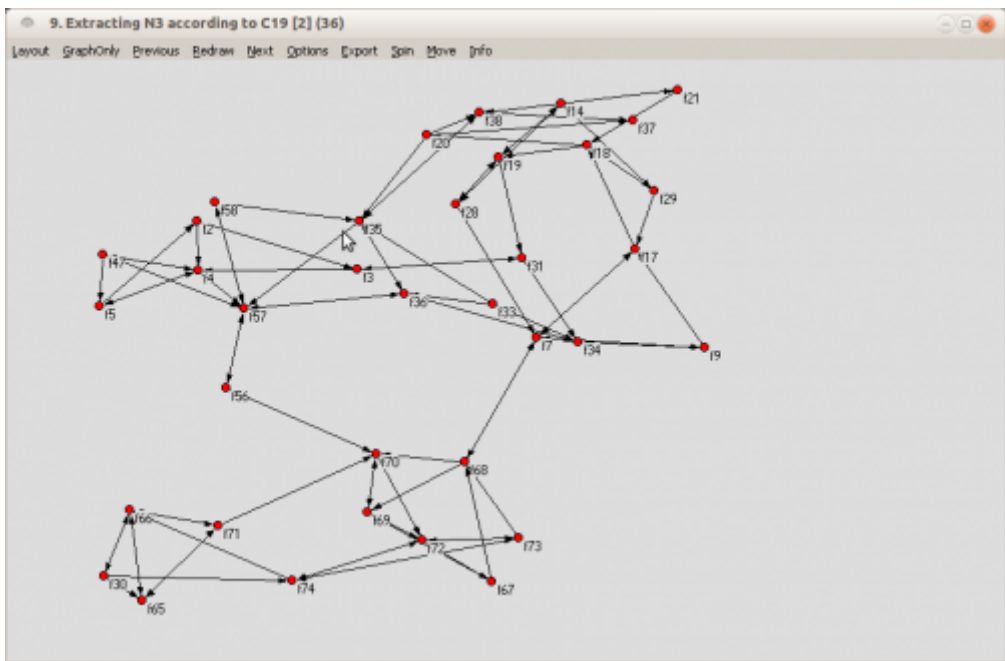 9. Extracting N3 according to C19 [2] (36)
Layout GraphOnly Previous Redraw Next Options Export Spin Move Info
f21
f14
f38
f37
f20
f18
f19
f29
f28
f58
f2
f35
f17
f47
f31
f4
f3
f36
f5
f57
f33
f7
f34
f9
f56
f70
f68
f66
f69
f71
f72
f73
f30
f74
f67
f65